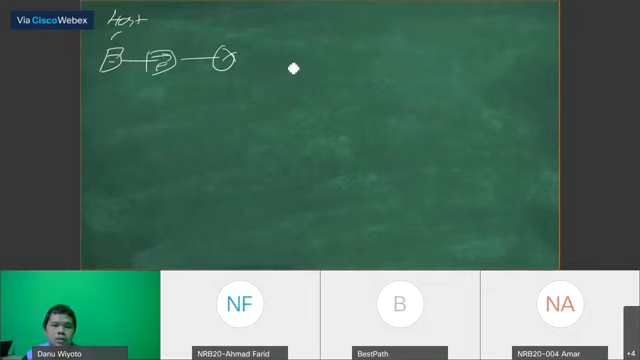 Via CiscoWebex
Host
NF
B
NA
Danu Wiyoto
NRB20-Ahmad Farid
BestPath
NRB20-004 Amar
+4